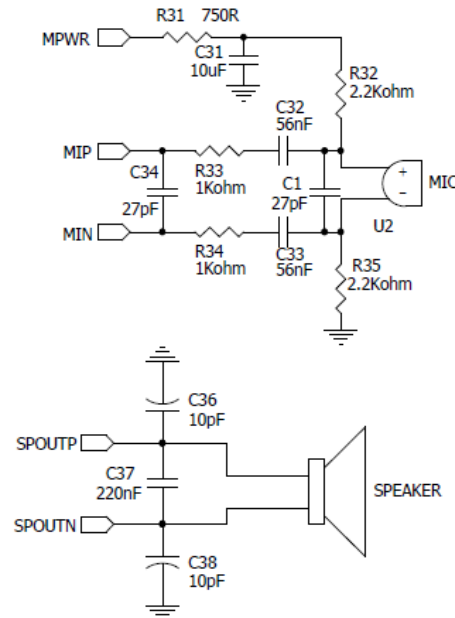 R31 750R
MPWR
C31
10uF
R32
2.2Kohm
C32
56nF
MIP
C34
R33
1Kohm
C1
27pF
+
-
MIC
27pF
U2
MIN
R34
1Kohm
C33
56nF
R35
2.2Kohm
C36
10pF
SPOUTP
C37
220nF
SPEAKER
SPOUTN
C38
10pF